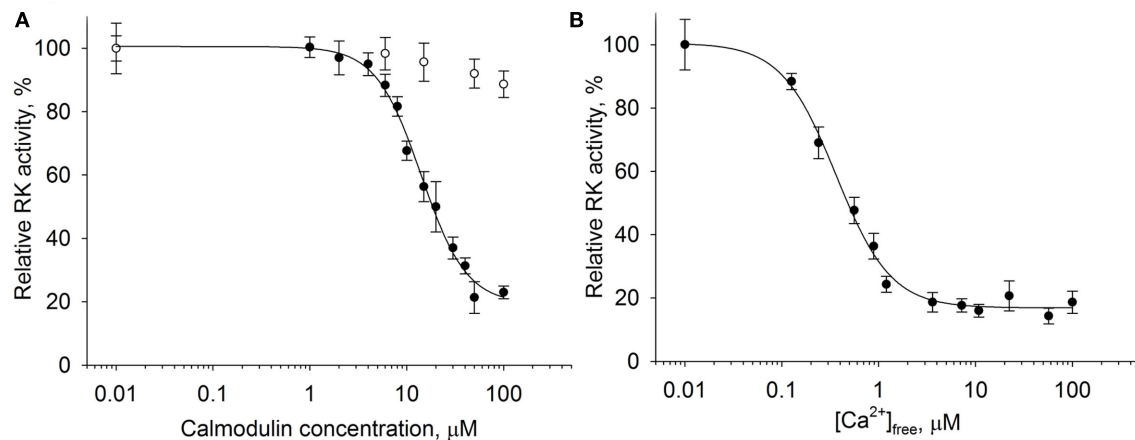 A
Relative RK activity, %
100
80
60
40
20
0
0.01 0.1 1 10 100
Calmodulin concentration, μM
B
Relative RK activity, %
100
80
60
40
20
0
0.01 0.1 1 10 100
[Ca²⁺]free, μM